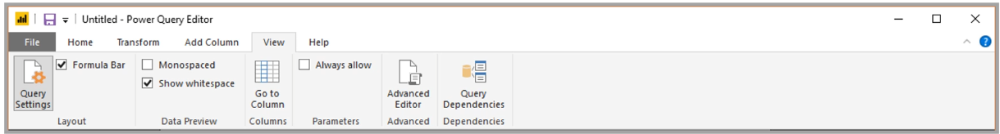 Untitled - Power Query Editor
File Home Transform Add Column View Help
Query Settings
Formula Bar
Layout
Monospaced
Show whitespace
Data Preview
Go to Column
Columns
Always allow
Parameters
Advanced Editor
Advanced
Query Dependencies
Dependencies